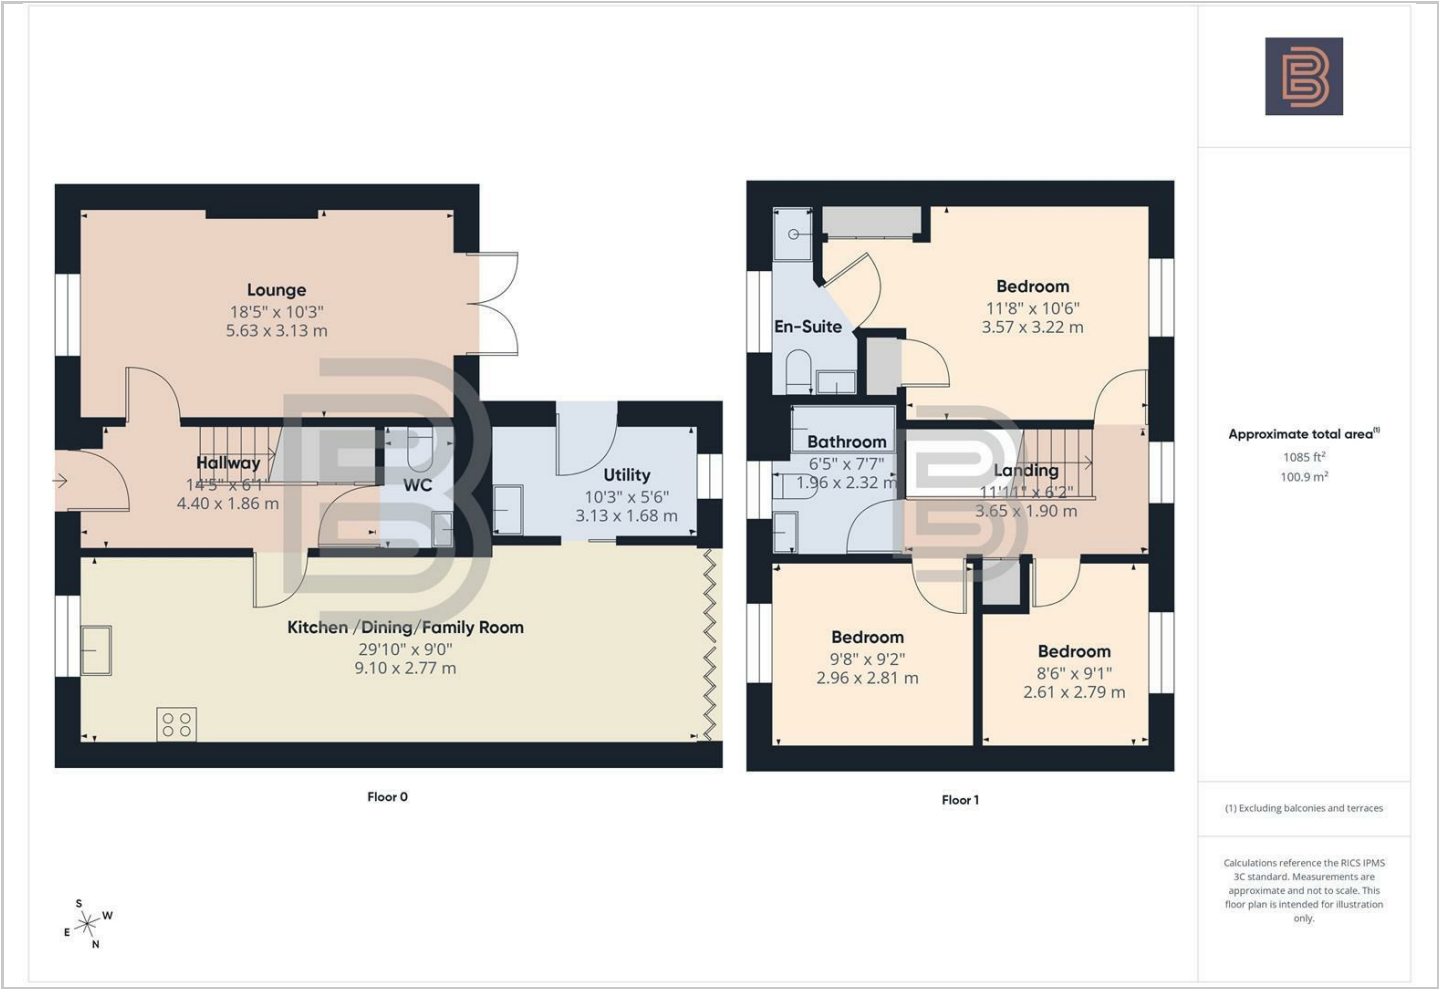 Lounge
18'5" x 10'3"
5.63 x 3.13 m
Hallway
14'5" x 6'1"
4.40 x 1.86 m
WC
Utility
10'3" x 5'6"
3.13 x 1.68 m
Kitchen /Dining/Family Room
29'10" x 9'0"
9.10 x 2.77 m
Floor 0
Bedroom
11'8" x 10'6"
3.57 x 3.22 m
En-Suite
Bathroom
6'5" x 7'7"
1.96 x 2.32 m
Landing
11'11" x 6'2"
3.65 x 1.90 m
Bedroom
9'8" x 9'2"
2.96 x 2.81 m
Bedroom
8'6" x 9'1"
2.61 x 2.79 m
Floor 1
S
W
E
N
B
Approximate total area(1)
1085 ft²
100.9 m²
(1) Excluding balconies and terraces
Calculations reference the RICS IPMS
3C standard. Measurements are
approximate and not to scale. This
floor plan is intended for illustration
only.